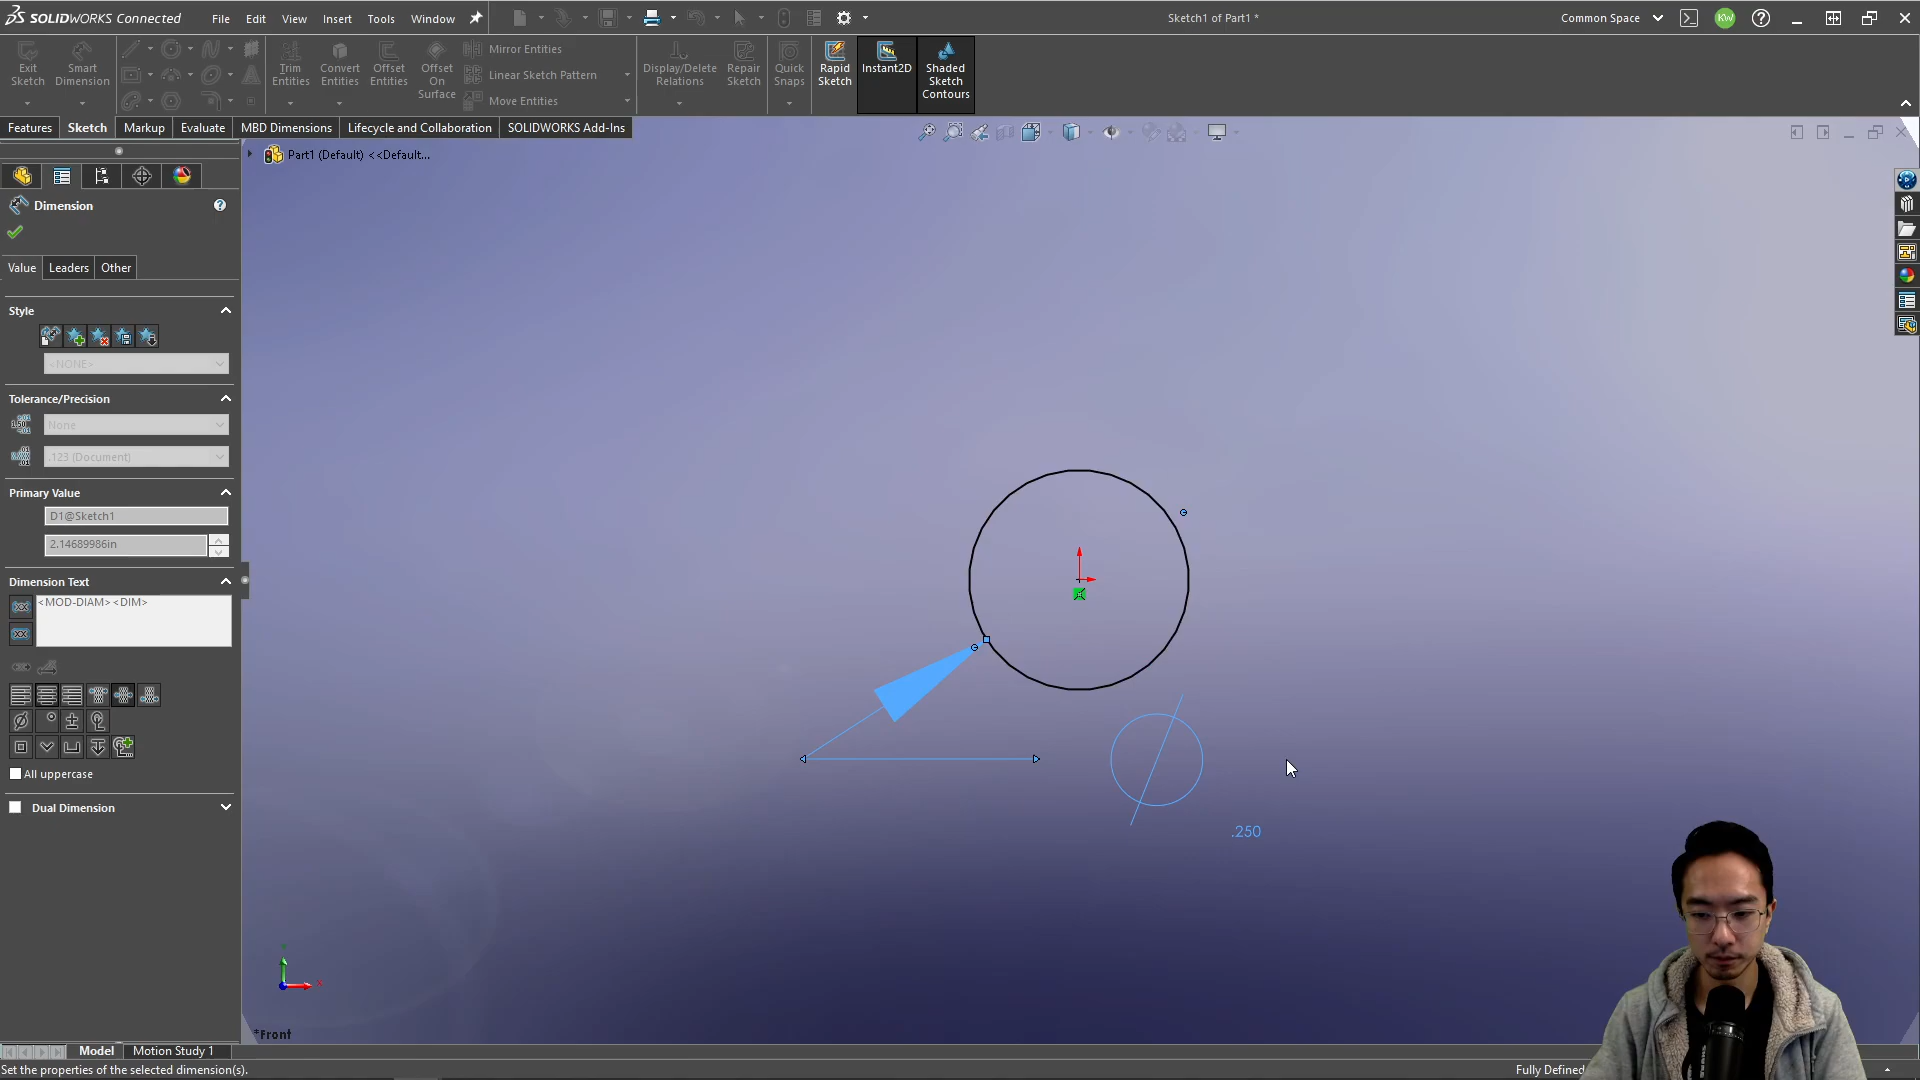 SOLIDWORKS Connected
File Edit View Insert Tools Window
Sketch1 of Part1 *
Common Space
KW
Exit Sketch
Smart Dimension
Trim Entities
Convert Entities
Offset Entities
Offset On Surface
Mirror Entities
Linear Sketch Pattern
Move Entities
Display/Delete Relations
Repair Sketch
Quick Snaps
Rapid Sketch
Instant2D
Shaded Sketch Contours
Features Sketch Markup Evaluate MBD Dimensions Lifecycle and Collaboration SOLIDWORKS Add-Ins
Part1 (Default) <<Default...
Dimension
Value Leaders Other
Style
<NONE>
Tolerance/Precision
None
.123 (Document)
Primary Value
D1@Sketch1
2.14689986in
Dimension Text
<MOD-DIAM><DIM>
All uppercase
Dual Dimension
.250
*Front
Model Motion Study 1
Set the properties of the selected dimension(s).
Fully Defined